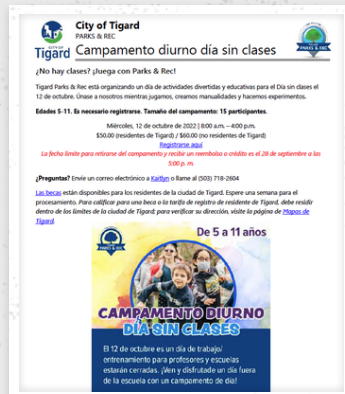 City of Tigard
PARKS & REC
CITY OF
Tigard
Campamento diurno día sin clases
PARKS & REC
¿No hay clases? ¡Juega con Parks & Rec!
Tigard Parks & Rec está organizando un día de actividades divertidas y educativas para el Día sin clases el
12 de octubre. Únase a nosotros mientras jugamos, creamos manualidades y hacemos experimentos.
Edades 5-11. Es necesario registrarse. Tamaño del campamento: 15 participantes.
Miércoles, 12 de octubre de 2022 | 8:00 a.m. – 4:00 p.m.
$50.00 (residentes de Tigard) / $60.00 (no residentes de Tigard)
Registrarse aquí
La fecha límite para retirarse del campamento y recibir un reembolso o crédito es el 28 de septiembre a las
5:00 p. m.
¿Preguntas? Envíe un correo electrónico a Kaitlyn o llame al (503) 718-2604
Las becas están disponibles para los residentes de la ciudad de Tigard. Espere una semana para el
procesamiento. Para calificar para una beca o la tarifa de registro de residente de Tigard, debe residir
dentro de los límites de la ciudad de Tigard; para verificar su dirección, visite la página de Mapas de
Tigard.
De 5 a 11 años
CAMPAMENTO DIURNO
DÍA SIN CLASES
El 12 de octubre es un día de trabajo/
entrenamiento para profesores y escuelas
estarán cerradas. ¡Ven y disfrutade un día fuera
de la escuela con un campamento de día!